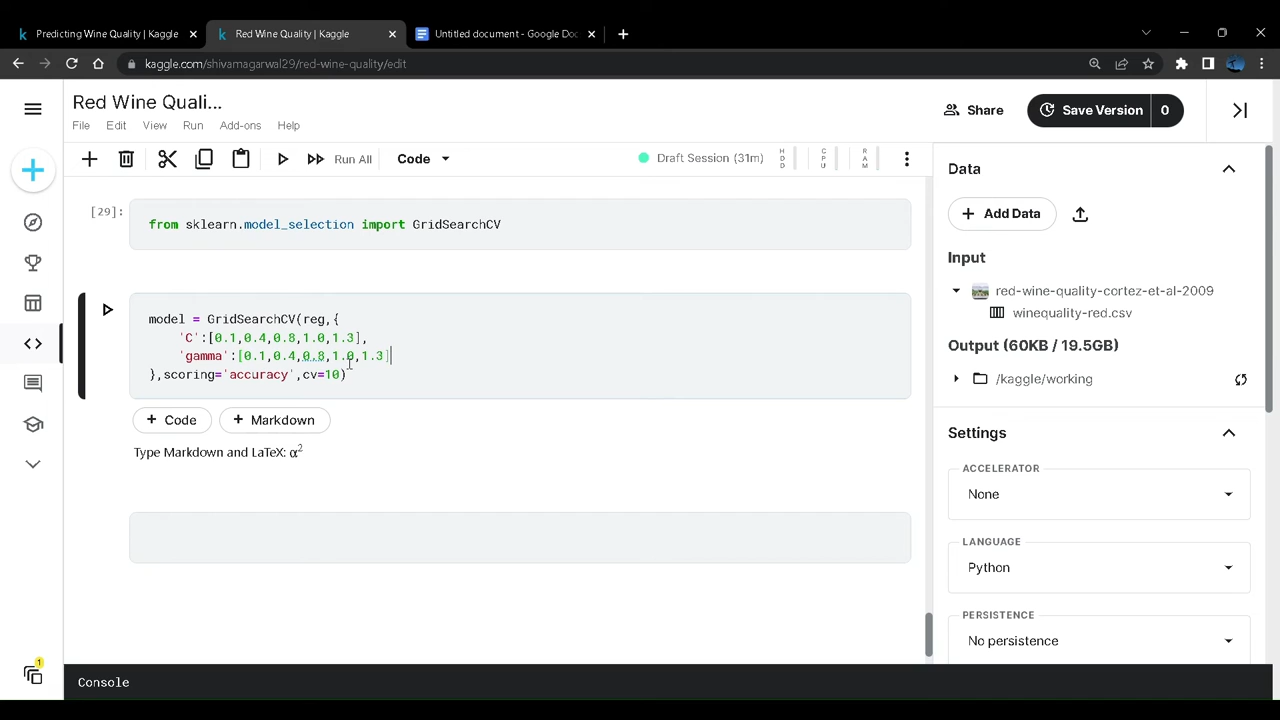 Predicting Wine Quality | Kaggle
Red Wine Quality | Kaggle
Untitled document - Google Doc
kaggle.com/shivamagarwal29/red-wine-quality/edit
Red Wine Quali...
Share
Save Version
0
File Edit View Run Add-ons Help
Run All
Code
Draft Session (31m)
HDD
CPU
RAM
Data
Add Data
[29]:
from sklearn.model_selection import GridSearchCV
Input
red-wine-quality-cortez-et-al-2009
winequality-red.csv
model = GridSearchCV(reg,{
'C':[0.1,0.4,0.8,1.0,1.3],
'gamma':[0.1,0.4,0.8,1.0,1.3]
},scoring='accuracy',cv=10)
Output (60KB / 19.5GB)
/kaggle/working
+ Code
+ Markdown
Type Markdown and LaTeX: α²
Settings
ACCELERATOR
None
LANGUAGE
Python
PERSISTENCE
No persistence
1
Console